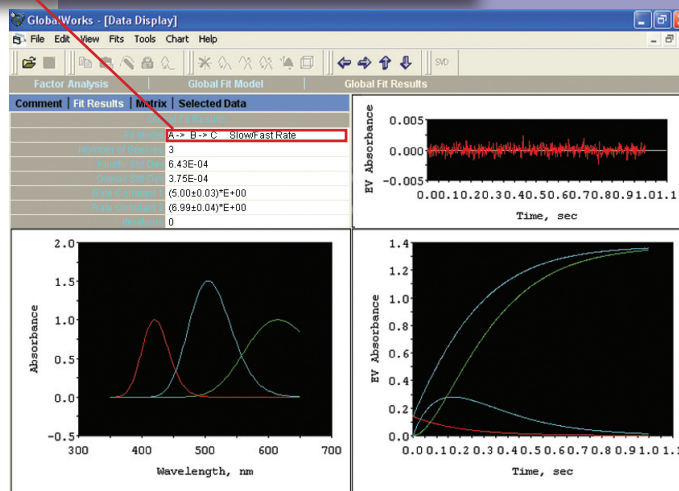 GlobalWorks - [Data Display]
File Edit View Fits Tools Chart Help
SVD
Factor Analysis Global Fit Model Global Fit Results
Comment Fit Results Matrix Selected Data
A -> B -> C Slow/Fast Rate
3
6.43E-04
3.75E-04
(5.00±0.03)*E+00
(6.99±0.04)*E+00
0
EV Absorbance
0.005
0.000
-0.005
0.00.10.20.30.40.50.60.70.80.91.01.1
Time, sec
Absorbance
2.0
1.5
1.0
0.5
0.0
-0.5
300 400 500 600 700
Wavelength, nm
EV Absorbance
1.4
1.2
1.0
0.8
0.6
0.4
0.2
0.0
0.00.10.20.30.40.50.60.70.80.91.01.1
Time, sec